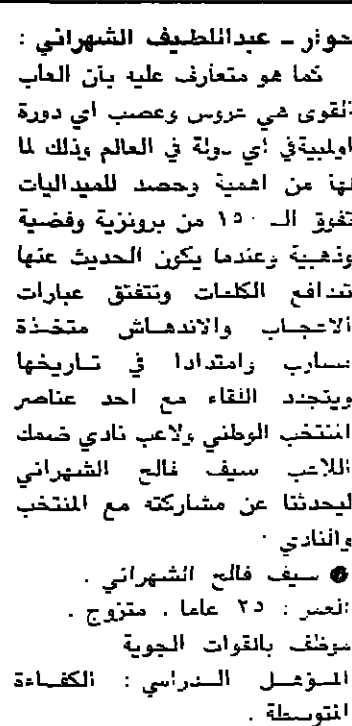 حوار ـ عبداللطيف الشهراني :
كما هو متعارف عليه بأن العاب
القوى هي عروس وعصب أي دورة
اولمبية في أي دولة في العالم وذلك لما
لها من اهمية وحصد للميداليات
تفوق الـ ١٥٠ من برونزية وفضية
وذهبية وعندما يكون الحديث عنها
تتدافع الكلمات وتتفتق عبارات
الاعجاب والاندهاش متخذة
مسارب وامتدادا في تاريخها
ويتجدد اللقاء مع احد عناصر
المنتخب الوطني ولاعب نادي ضمك
اللاعب سيف فالح الشهراني
ليحدثنا عن مشاركته مع المنتخب
والنادي .
● سيف فالح الشهراني .
العمر : ٢٥ عاما . متزوج .
موظف بالقوات الجوية
المؤهل الدراسي : الكفاءة
المتوسطة .